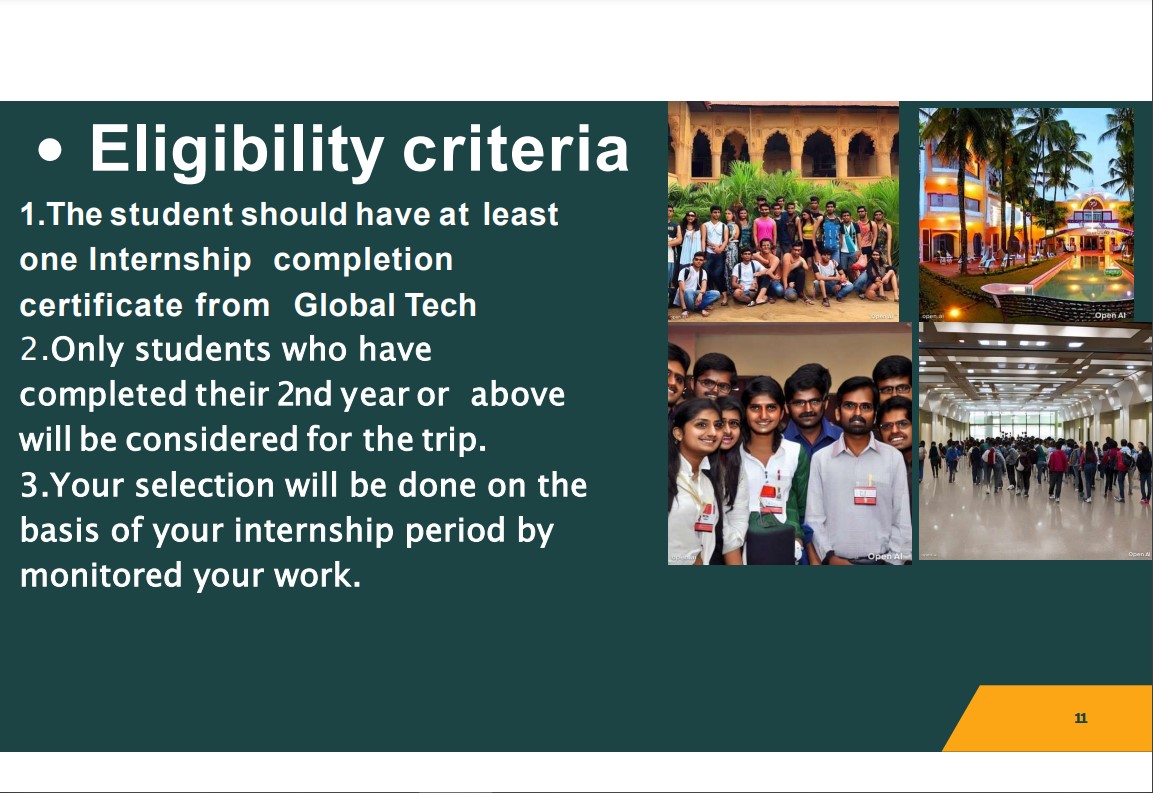 • Eligibility criteria
1.The student should have at least
one Internship completion
certificate from Global Tech
2.Only students who have
completed their 2nd year or above
will be considered for the trip.
3.Your selection will be done on the
basis of your internship period by
monitored your work.
Open AI
Open AI
Open AI
Open AI
11